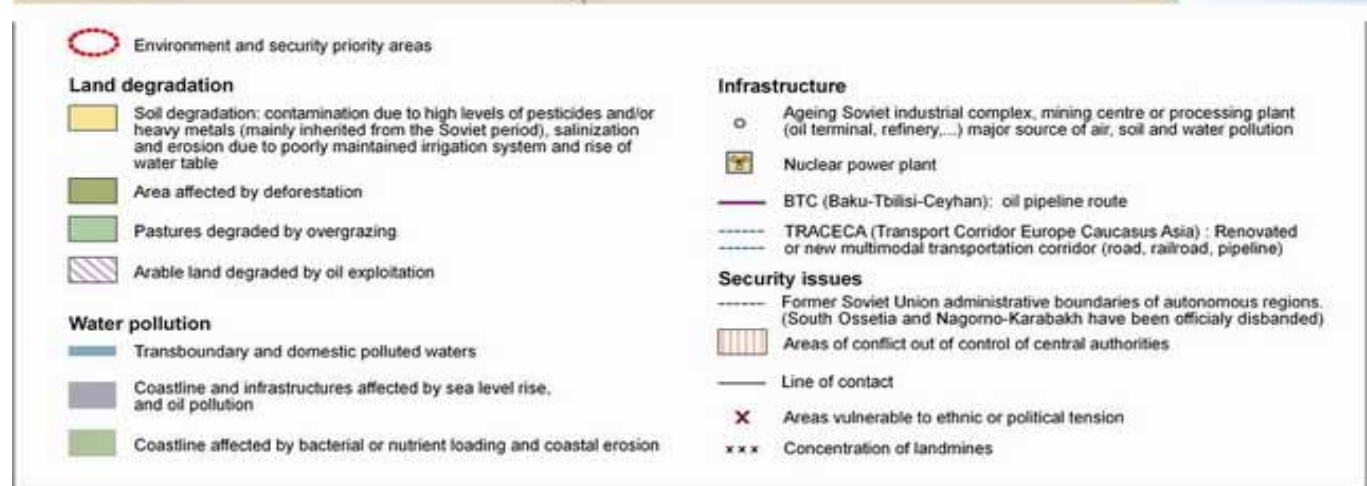 Environment and security priority areas
Land degradation
Soil degradation: contamination due to high levels of pesticides and/or
heavy metals (mainly inherited from the Soviet period), salinization
and erosion due to poorly maintained irrigation system and rise of
water table
Area affected by deforestation
Pastures degraded by overgrazing
Arable land degraded by oil exploitation
Water pollution
Transboundary and domestic polluted waters
Coastline and infrastructures affected by sea level rise,
and oil pollution
Coastline affected by bacterial or nutrient loading and coastal erosion
Infrastructure
Ageing Soviet industrial complex, mining centre or processing plant
(oil terminal, refinery,...) major source of air, soil and water pollution
Nuclear power plant
BTC (Baku-Tbilisi-Ceyhan): oil pipeline route
TRACECA (Transport Corridor Europe Caucasus Asia) : Renovated
or new multimodal transportation corridor (road, railroad, pipeline)
Security issues
Former Soviet Union administrative boundaries of autonomous regions.
(South Ossetia and Nagorno-Karabakh have been officialy disbanded)
Areas of conflict out of control of central authorities
Line of contact
Areas vulnerable to ethnic or political tension
Concentration of landmines